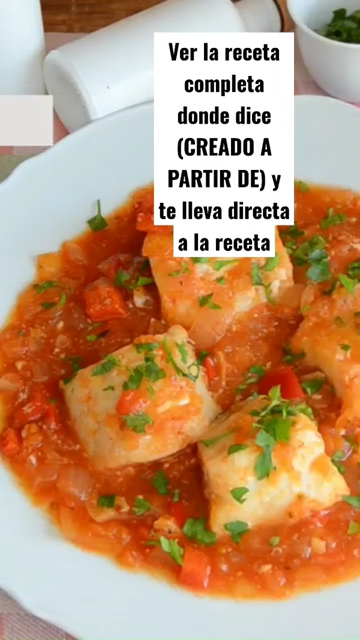 Ver la receta
completa
donde dice
(CREADO A
PARTIR DE) y
te lleva directa
a la receta